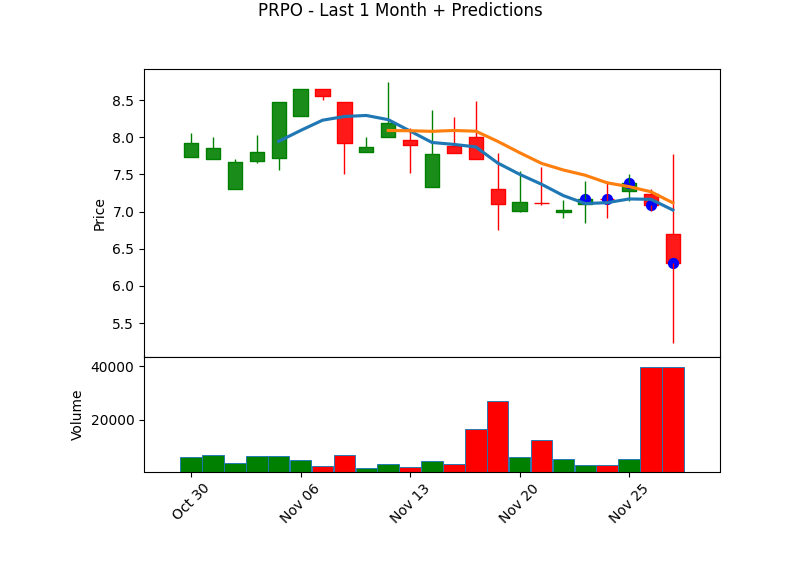 PRPO - Last 1 Month + Predictions
8.5
8.0
7.5
7.0
6.5
6.0
5.5
Price
40000
20000
Volume
Oct 30
Nov 06
Nov 13
Nov 20
Nov 25